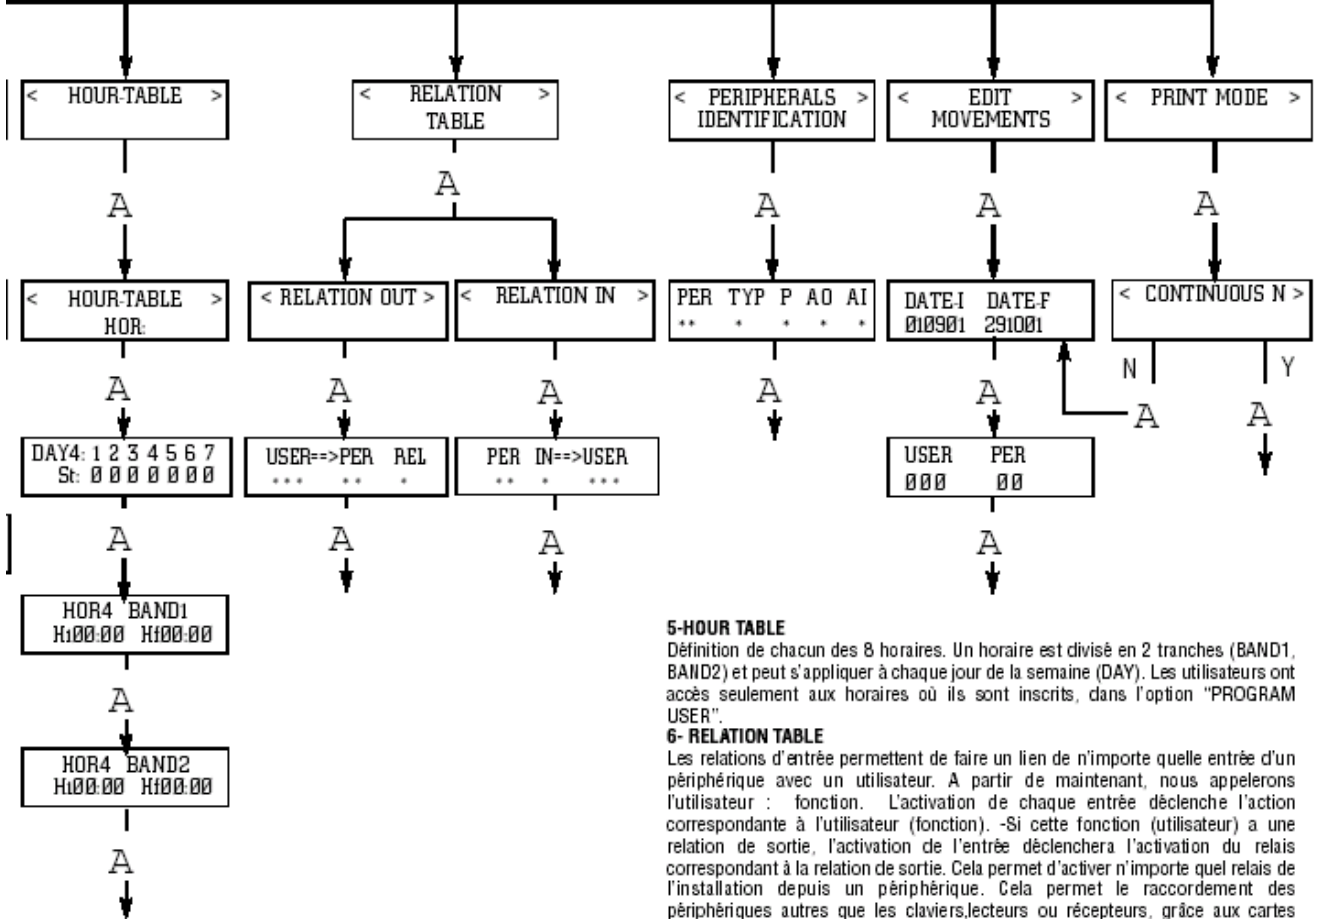 < HOUR-TABLE >
< RELATION >
TABLE
< PERIPHERALS >
IDENTIFICATION
< EDIT >
MOVEMENTS
< PRINT MODE >
A
A
A
A
A
< HOUR-TABLE >
HOR:
< RELATION OUT >
< RELATION IN >
PER TYP P AO AI
** * * * *
DATE-I DATE-F
010901 291001
< CONTINUOUS N >
N
Y
A
A
A
A
A
A
A
DAY4: 1 2 3 4 5 6 7
St: 0 0 0 0 0 0 0
USER==>PER REL
*** ** *
PER IN==>USER
** * ***
USER PER
000 00
A
A
A
A
HOR4 BAND1
Hi00:00 Hf00:00
A
HOR4 BAND2
Hi00:00 Hf00:00
A
5-HOUR TABLE
Définition de chacun des 8 horaires. Un horaire est divisé en 2 tranches (BAND1,
BAND2) et peut s'appliquer à chaque jour de la semaine (DAY). Les utilisateurs ont
accès seulement aux horaires où ils sont inscrits, dans l'option "PROGRAM
USER".
6- RELATION TABLE
Les relations d'entrée permettent de faire un lien de n'importe quelle entrée d'un
périphérique avec un utilisateur. A partir de maintenant, nous appelerons
l'utilisateur : fonction. L'activation de chaque entrée déclenche l'action
correspondante à l'utilisateur (fonction). -Si cette fonction (utilisateur) a une
relation de sortie, l'activation de l'entrée déclenchera l'activation du relais
correspondant à la relation de sortie. Cela permet d'activer n'importe quel relais de
l'installation depuis un périphérique. Cela permet le raccordement des
périphériques autres que les claviers,lecteurs ou récepteurs, grâce aux cartes